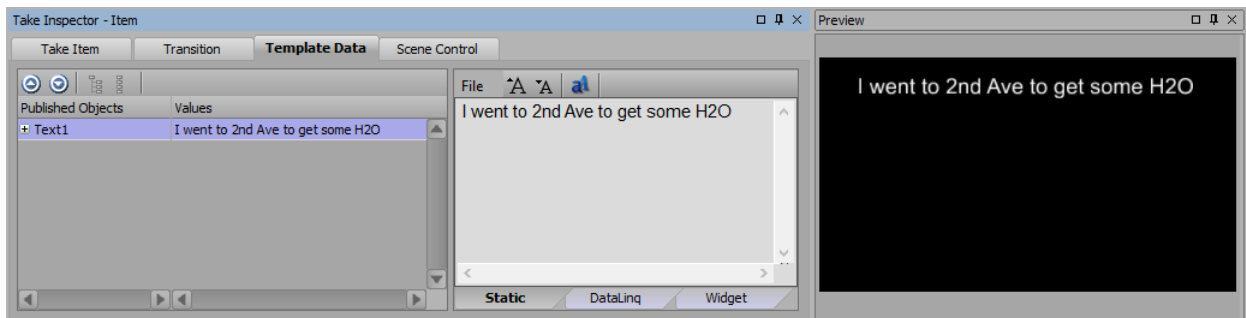 Take Inspector - Item
Preview
Take Item Transition Template Data Scene Control
File A A a
Published Objects Values
Text1 I went to 2nd Ave to get some H2O
I went to 2nd Ave to get some H2O
I went to 2nd Ave to get some H2O
Static DataLinq Widget